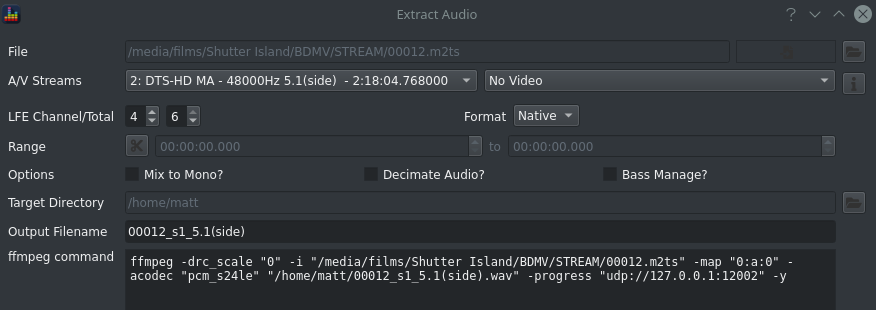 Extract Audio
File /media/films/Shutter Island/BDMV/STREAM/00012.m2ts
A/V Streams 2: DTS-HD MA - 48000Hz 5.1(side) - 2:18:04.768000 No Video
LFE Channel/Total 4 6 Format Native
Range 00:00:00.000 to 00:00:00.000
Options Mix to Mono? Decimate Audio? Bass Manage?
Target Directory /home/matt
Output Filename 00012_s1_5.1(side)
ffmpeg command ffmpeg -drc_scale "0" -i "/media/films/Shutter Island/BDMV/STREAM/00012.m2ts" -map "0:a:0" -
acodec "pcm_s24le" "/home/matt/00012_s1_5.1(side).wav" -progress "udp://127.0.0.1:12002" -y